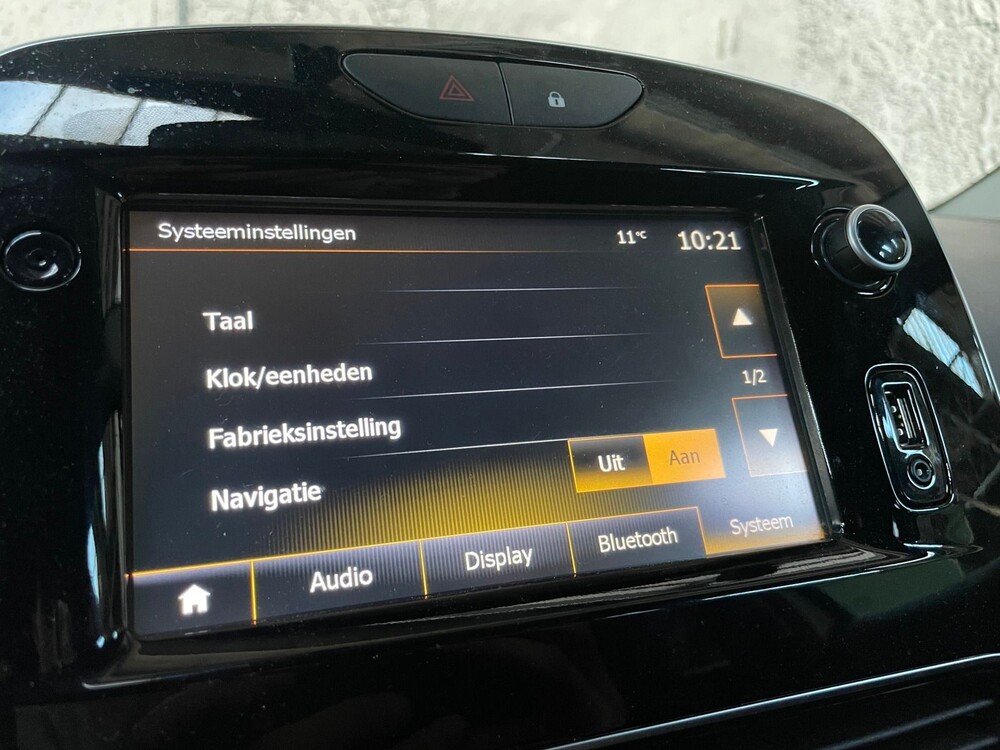 Systeeminstellingen 11°C 10:21
Taal
Klok/eenheden
1/2
Fabrieksinstelling
Navigatie Uit Aan
Audio Display Bluetooth Systeem